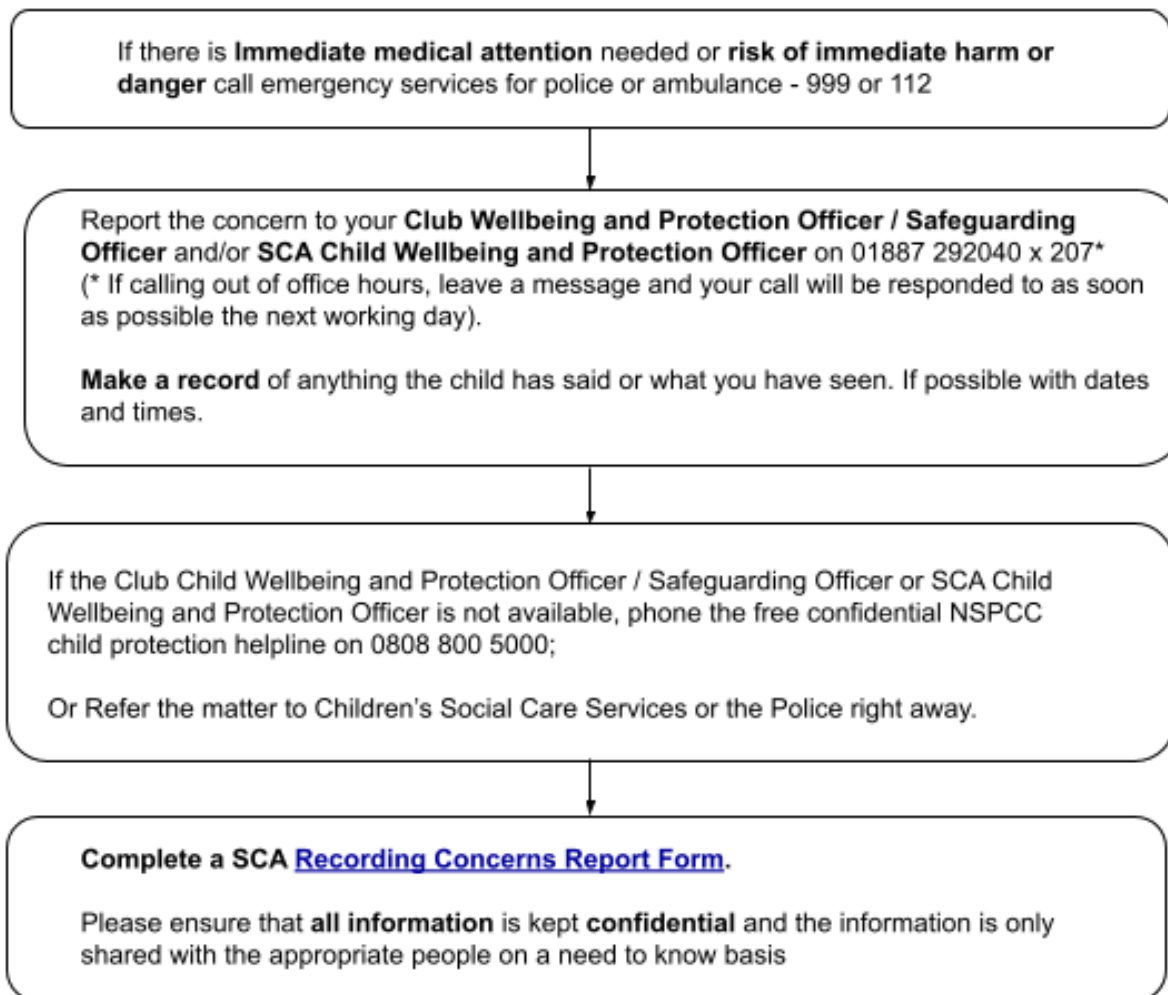 If there is Immediate medical attention needed or risk of immediate harm or
danger call emergency services for police or ambulance - 999 or 112
Report the concern to your Club Wellbeing and Protection Officer / Safeguarding
Officer and/or SCA Child Wellbeing and Protection Officer on 01887 292040 x 207*
(* If calling out of office hours, leave a message and your call will be responded to as soon
as possible the next working day).
Make a record of anything the child has said or what you have seen. If possible with dates
and times.
If the Club Child Wellbeing and Protection Officer / Safeguarding Officer or SCA Child
Wellbeing and Protection Officer is not available, phone the free confidential NSPCC
child protection helpline on 0808 800 5000;
Or Refer the matter to Children's Social Care Services or the Police right away.
Complete a SCA Recording Concerns Report Form.
Please ensure that all information is kept confidential and the information is only
shared with the appropriate people on a need to know basis